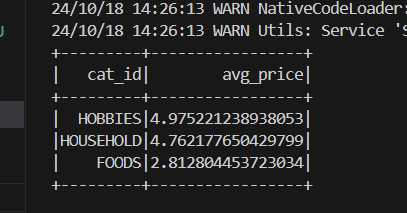 24/10/18 14:26:13 WARN NativeCodeLoader:
24/10/18 14:26:13 WARN Utils: Service 'S
+---------+-----------------+
|   cat_id|        avg_price|
+---------+-----------------+
|  HOBBIES|4.975221238938053|
|HOUSEHOLD|4.762177650429799|
|    FOODS|2.812804453723034|
+---------+-----------------+